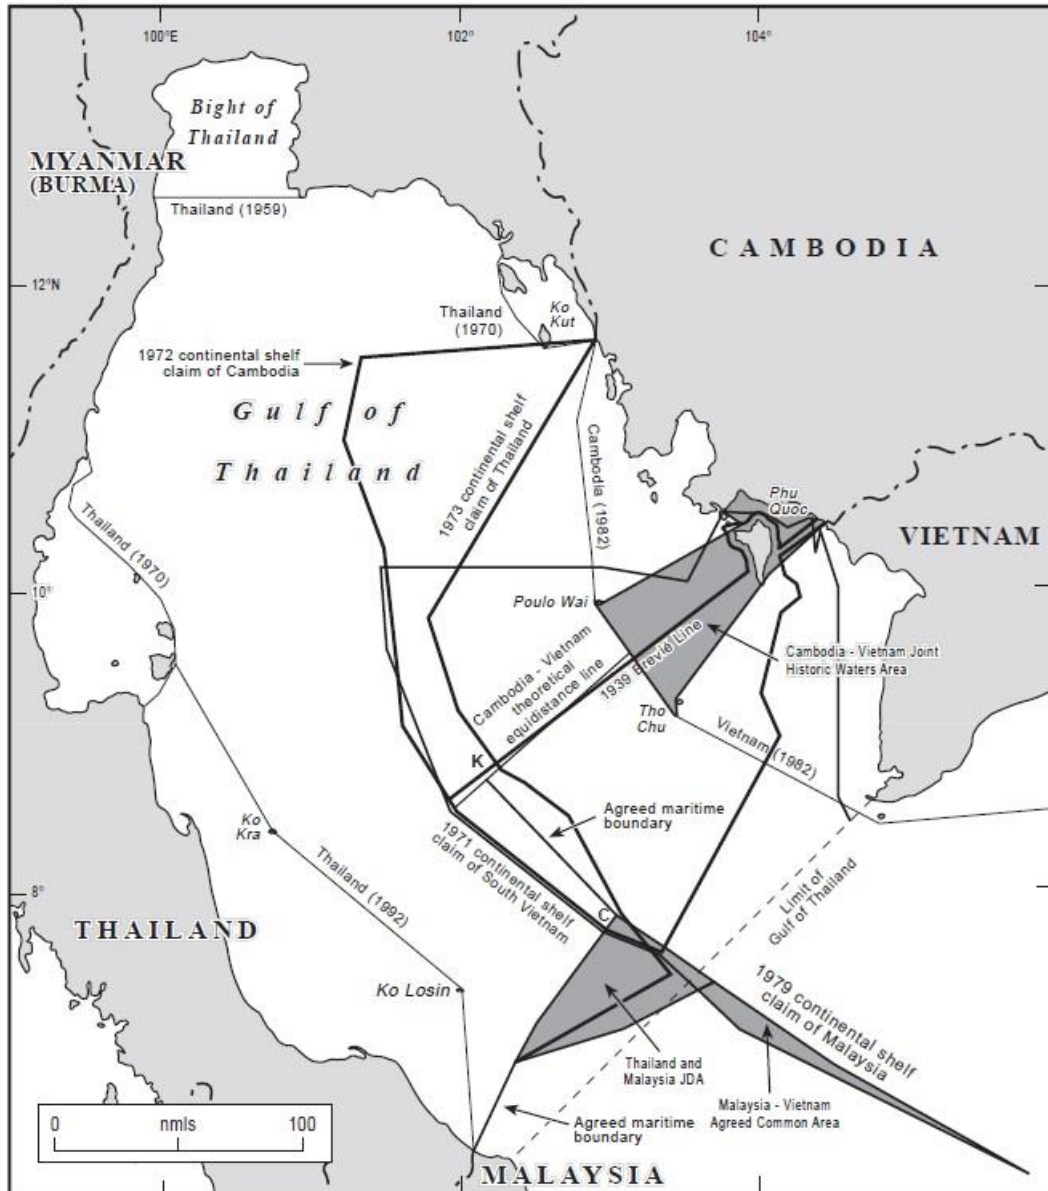 100°E
102°
104°
Bight of
Thailand
MYANMAR
(BURMA)
Thailand (1959)
CAMBODIA
12°N
Thailand
(1970)
Ko
Kut
1972 continental shelf
claim of Cambodia
Gulf of
Thailand
1973 continental shelf
claim of Thailand
Cambodia (1982)
Phu
Quoc
VIETNAM
Thailand (1970)
10°
Poulo Wai
Cambodia - Vietnam
theoretical
equidistance line
1939 Brevié Line
Cambodia - Vietnam Joint
Historic Waters Area
Tho
Chu
Vietnam (1982)
K
Agreed maritime
boundary
Ko
Kra
1971 continental shelf
claim of South Vietnam
Limit of
Gulf of Thailand
8°
Thailand (1992)
C
THAILAND
Ko Losin
1979 continental shelf
claim of Malaysia
Thailand and
Malaysia JDA
Malaysia - Vietnam
Agreed Common Area
0 nmls 100
Agreed maritime
boundary
MALAYSIA